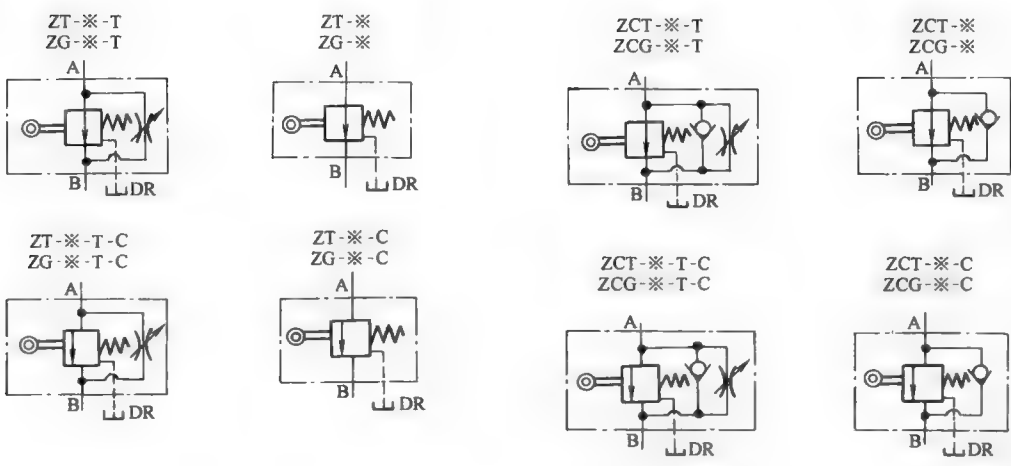 ZT-※-T
ZG-※-T
A
B
DR
ZT-※
ZG-※
A
B
DR
ZCT-※-T
ZCG-※-T
A
B
DR
ZCT-※
ZCG-※
A
B
DR
ZT-※-T-C
ZG-※-T-C
A
B
DR
ZT-※-C
ZG-※-C
A
B
DR
ZCT-※-T-C
ZCG-※-T-C
A
B
DR
ZCT-※-C
ZCG-※-C
A
B
DR